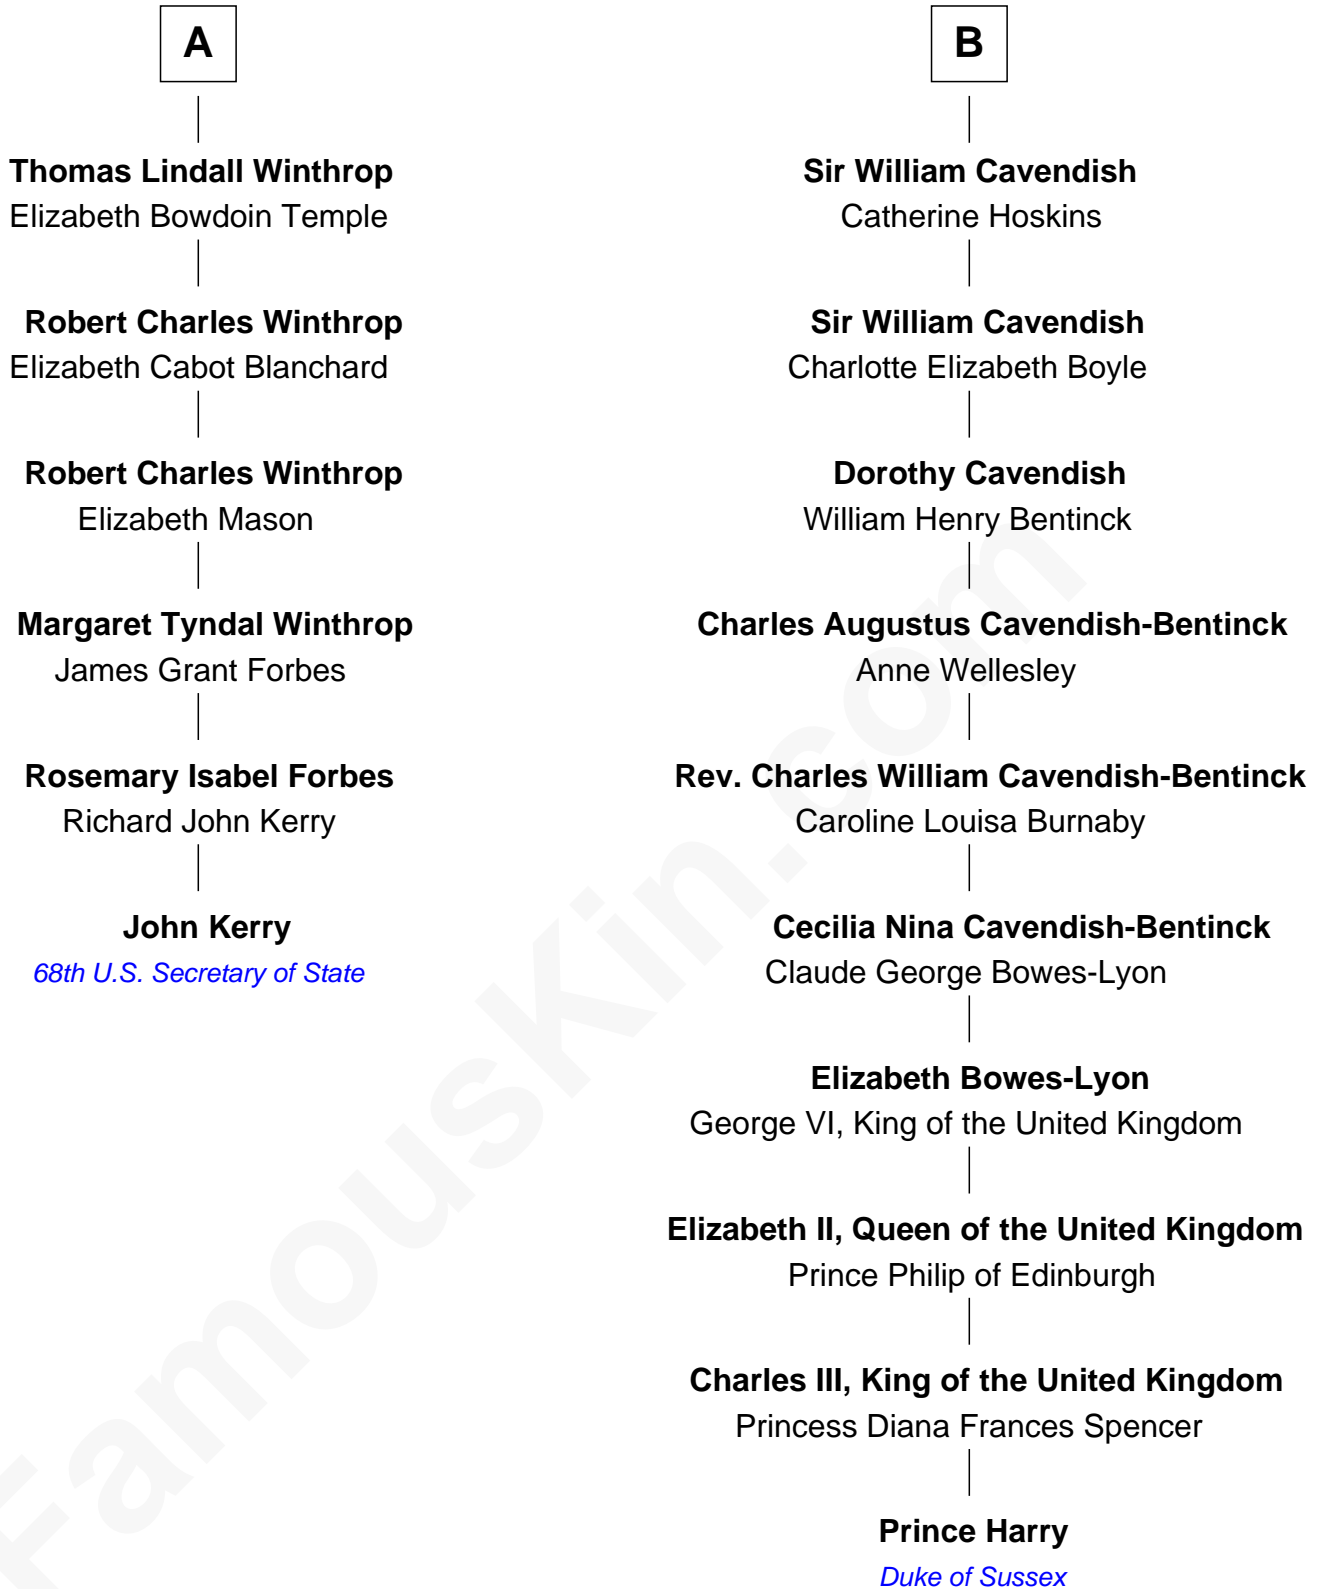 A
Thomas Lindall Winthrop
Elizabeth Bowdoin Temple
Robert Charles Winthrop
Elizabeth Cabot Blanchard
Robert Charles Winthrop
Elizabeth Mason
Margaret Tyndal Winthrop
James Grant Forbes
Rosemary Isabel Forbes
Richard John Kerry
John Kerry
68th U.S. Secretary of State
B
Sir William Cavendish
Catherine Hoskins
Sir William Cavendish
Charlotte Elizabeth Boyle
Dorothy Cavendish
William Henry Bentinck
Charles Augustus Cavendish-Bentinck
Anne Wellesley
Rev. Charles William Cavendish-Bentinck
Caroline Louisa Burnaby
Cecilia Nina Cavendish-Bentinck
Claude George Bowes-Lyon
Elizabeth Bowes-Lyon
George VI, King of the United Kingdom
Elizabeth II, Queen of the United Kingdom
Prince Philip of Edinburgh
Charles III, King of the United Kingdom
Princess Diana Frances Spencer
Prince Harry
Duke of Sussex
FamousKin.com